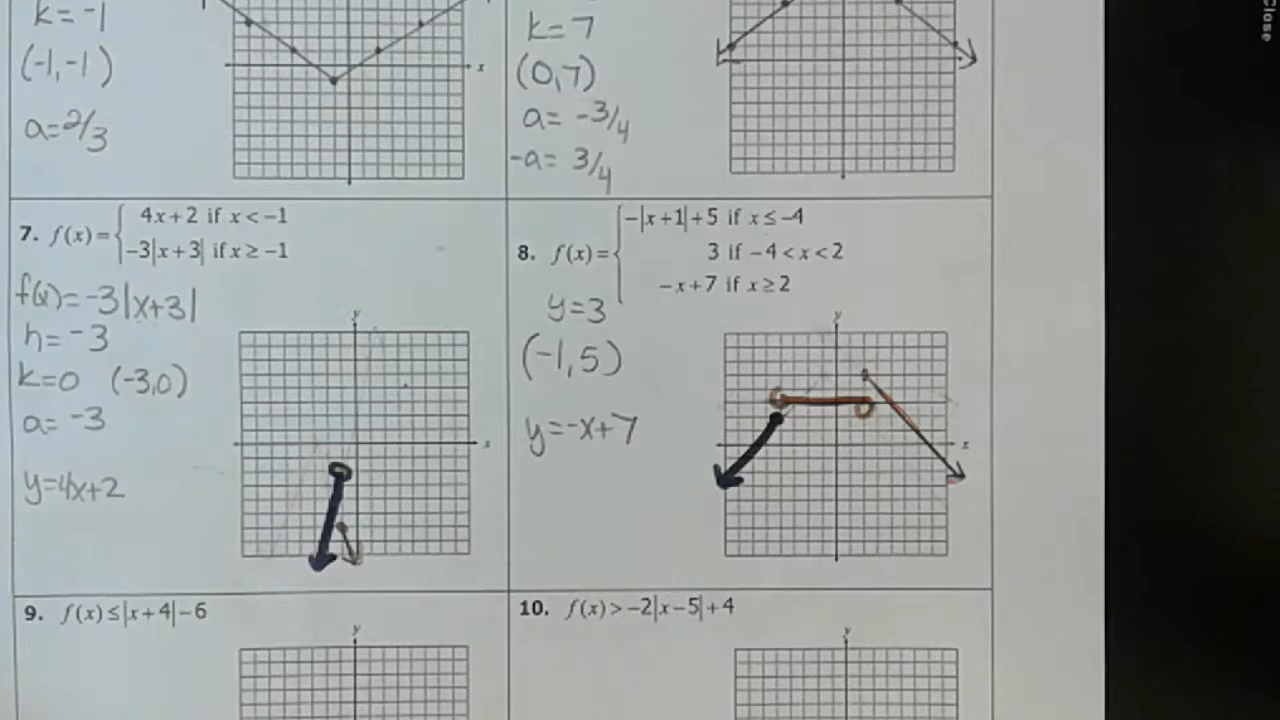 k = -1
(-1,-1)
a=2/3
x
k = 7
(0,7)
a = -3/4
-a = 3/4
x
Close
7. f(x)={ 4x+2 if x<-1
-3|x+3| if x≥-1
f(x)=-3|x+3|
h=-3
k=0 (-3,0)
a=-3
y=4x+2
y
x
8. f(x)={ -|x+1|+5 if x≤-4
3 if -4<x<2
-x+7 if x≥2
y=3
(-1,5)
y=-x+7
y
x
9. f(x)≤|x+4|-6
y
10. f(x)>-2|x-5|+4
y